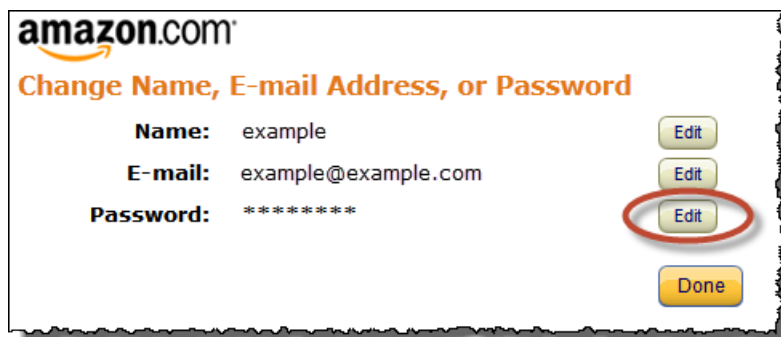 amazon.com
Change Name, E-mail Address, or Password
Name: example Edit
E-mail: example@example.com Edit
Password: ******** Edit
Done